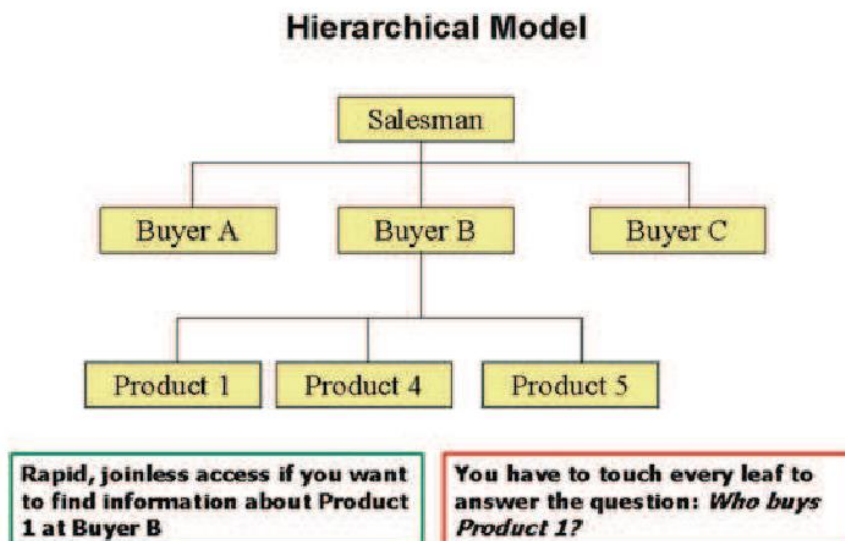 Hierarchical Model
Salesman
Buyer A
Buyer B
Buyer C
Product 1
Product 4
Product 5
Rapid, joinless access if you want
to find information about Product
1 at Buyer B
You have to touch every leaf to
answer the question: Who buys
Product 1?